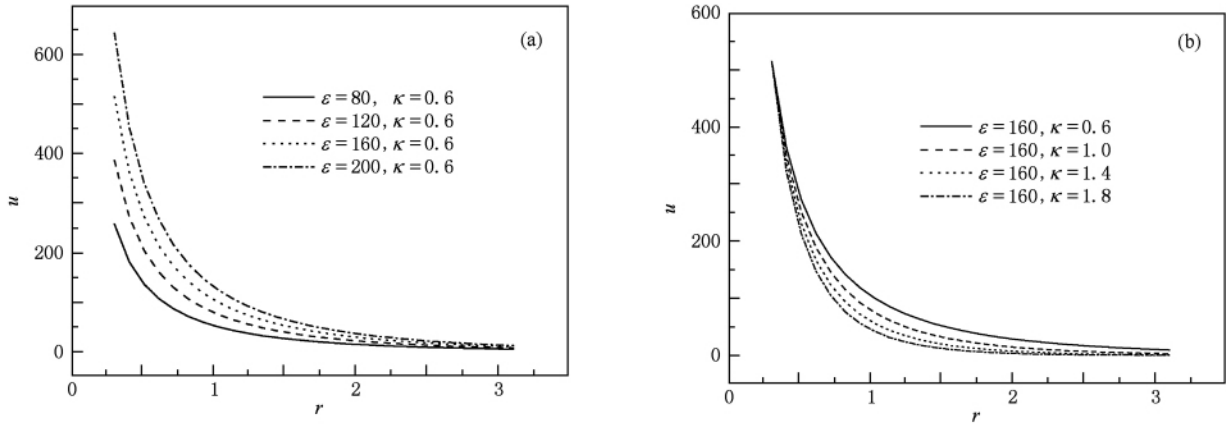 (a)
600
400
200
0
u
ε=80, κ=0.6
ε=120, κ=0.6
ε=160, κ=0.6
ε=200, κ=0.6
0 1 2 3
r
(b)
600
400
200
0
u
ε=160, κ=0.6
ε=160, κ=1.0
ε=160, κ=1.4
ε=160, κ=1.8
0 1 2 3
r